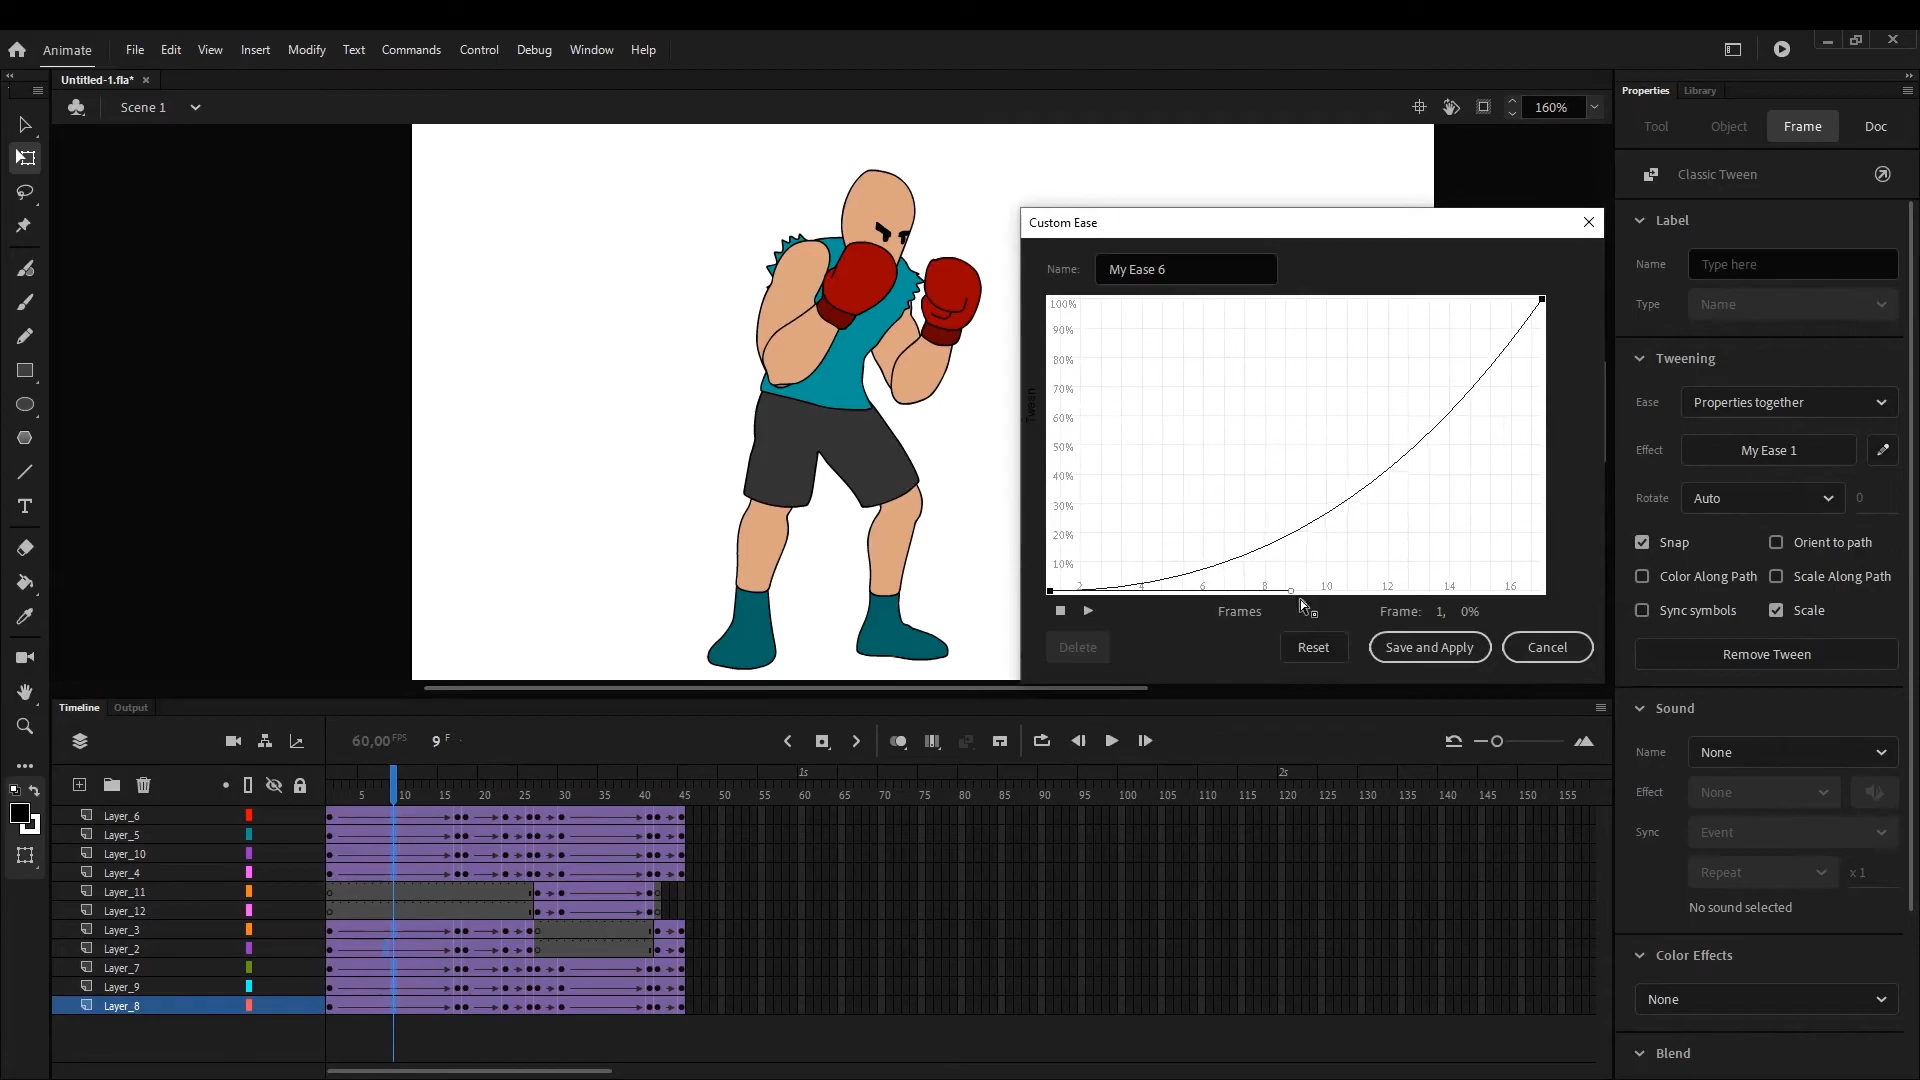 Animate File Edit View Insert Modify Text Commands Control Debug Window Help
Untitled-1.fla*
Scene 1
160%
Properties Library
Tool Object Frame Doc
Classic Tween
Label
Name Type here
Type Name
Tweening
Ease Properties together
Effect My Ease 1
Rotate Auto 0
Snap Orient to path
Color Along Path Scale Along Path
Sync symbols Scale
Remove Tween
Sound
Name None
Effect None
Sync Event
Repeat x 1
No sound selected
Color Effects
None
Blend
Custom Ease
Name: My Ease 6
100%
90%
80%
70%
60%
50%
40%
30%
20%
10%
Tween
2 4 6 8 10 12 14 16
Frames Frame: 1, 0%
Delete Reset Save and Apply Cancel
Timeline Output
60,00 FPS 9 F
1s 2s
5 10 15 20 25 30 35 40 45 50 55 60 65 70 75 80 85 90 95 100 105 110 115 120 125 130 135 140 145 150 155
Layer_6
Layer_5
Layer_10
Layer_4
Layer_11
Layer_12
Layer_3
Layer_2
Layer_7
Layer_9
Layer_8